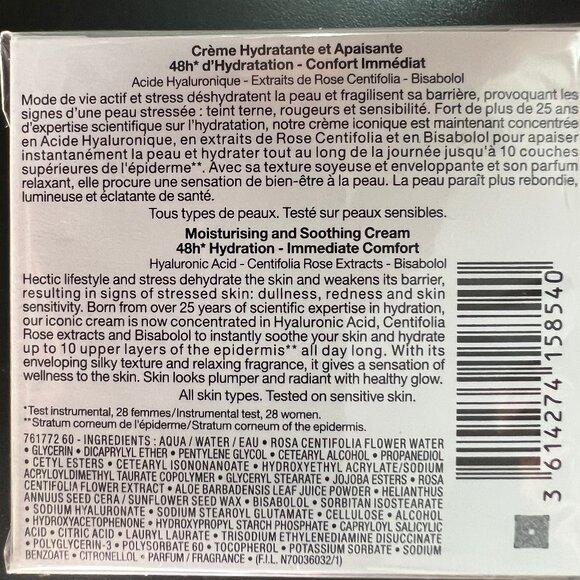 Crème Hydratante et Apaisante
48h* d'Hydratation - Confort Immédiat
Acide Hyaluronique - Extraits de Rose Centifolia - Bisabolol
Mode de vie actif et stress déshydratent la peau et fragilisent sa barrière, provoquant les
signes d'une peau stressée : teint terne, rougeurs et sensibilité. Fort de plus de 25 ans
d'expertise scientifique sur l'hydratation, notre crème iconique est maintenant concentrée
en Acide Hyaluronique, en extraits de Rose Centifolia et en Bisabolol pour apaiser
instantanément la peau et hydrater tout au long de la journée jusqu'à 10 couches
supérieures de l'épiderme**. Avec sa texture soyeuse et enveloppante et son parfum
relaxant, elle procure une sensation de bien-être à la peau. La peau paraît plus rebondie,
lumineuse et éclatante de santé.
Tous types de peaux. Testé sur peaux sensibles.
Moisturising and Soothing Cream
48h* Hydration - Immediate Comfort
Hyaluronic Acid - Centifolia Rose Extracts - Bisabolol
Hectic lifestyle and stress dehydrate the skin and weakens its barrier,
resulting in signs of stressed skin: dullness, redness and skin
sensitivity. Born from over 25 years of scientific expertise in hydration,
our iconic cream is now concentrated in Hyaluronic Acid, Centifolia
Rose extracts and Bisabolol to instantly soothe your skin and hydrate
up to 10 upper layers of the epidermis** all day long. With its
enveloping silky texture and relaxing fragrance, it gives a sensation of
wellness to the skin. Skin looks plumper and radiant with healthy glow.
All skin types. Tested on sensitive skin.
*Test instrumental, 28 femmes/Instrumental test, 28 women.
**Stratum corneum de l'épiderme/Stratum corneum of the epidermis.
761772 60 - INGREDIENTS : AQUA / WATER / EAU • ROSA CENTIFOLIA FLOWER WATER
• GLYCERIN • DICAPRYLYL ETHER • PENTYLENE GLYCOL • CETEARYL ALCOHOL • PROPANEDIOL
• CETYL ESTERS • CETEARYL ISONONANOATE • HYDROXYETHYL ACRYLATE/SODIUM
ACRYLOYLDIMETHYL TAURATE COPOLYMER • GLYCERYL STEARATE • JOJOBA ESTERS • ROSA
CENTIFOLIA FLOWER EXTRACT • ALOE BARBADENSIS LEAF JUICE POWDER • HELIANTHUS
ANNUUS SEED CERA / SUNFLOWER SEED WAX • BISABOLOL • SORBITAN ISOSTEARATE
• SODIUM HYALURONATE • SODIUM STEAROYL GLUTAMATE • CELLULOSE • ALCOHOL
• HYDROXYACETOPHENONE • HYDROXYPROPYL STARCH PHOSPHATE • CAPRYLOYL SALICYLIC
ACID • CITRIC ACID • LAURYL LAURATE • TRISODIUM ETHYLENEDIAMINE DISUCCINATE
• POLYGLYCERIN-3 • POLYSORBATE 60 • TOCOPHEROL • POTASSIUM SORBATE • SODIUM
BENZOATE • CITRONELLOL • PARFUM / FRAGRANCE • (F.I.L. N70036032/1)
3 614274 158540